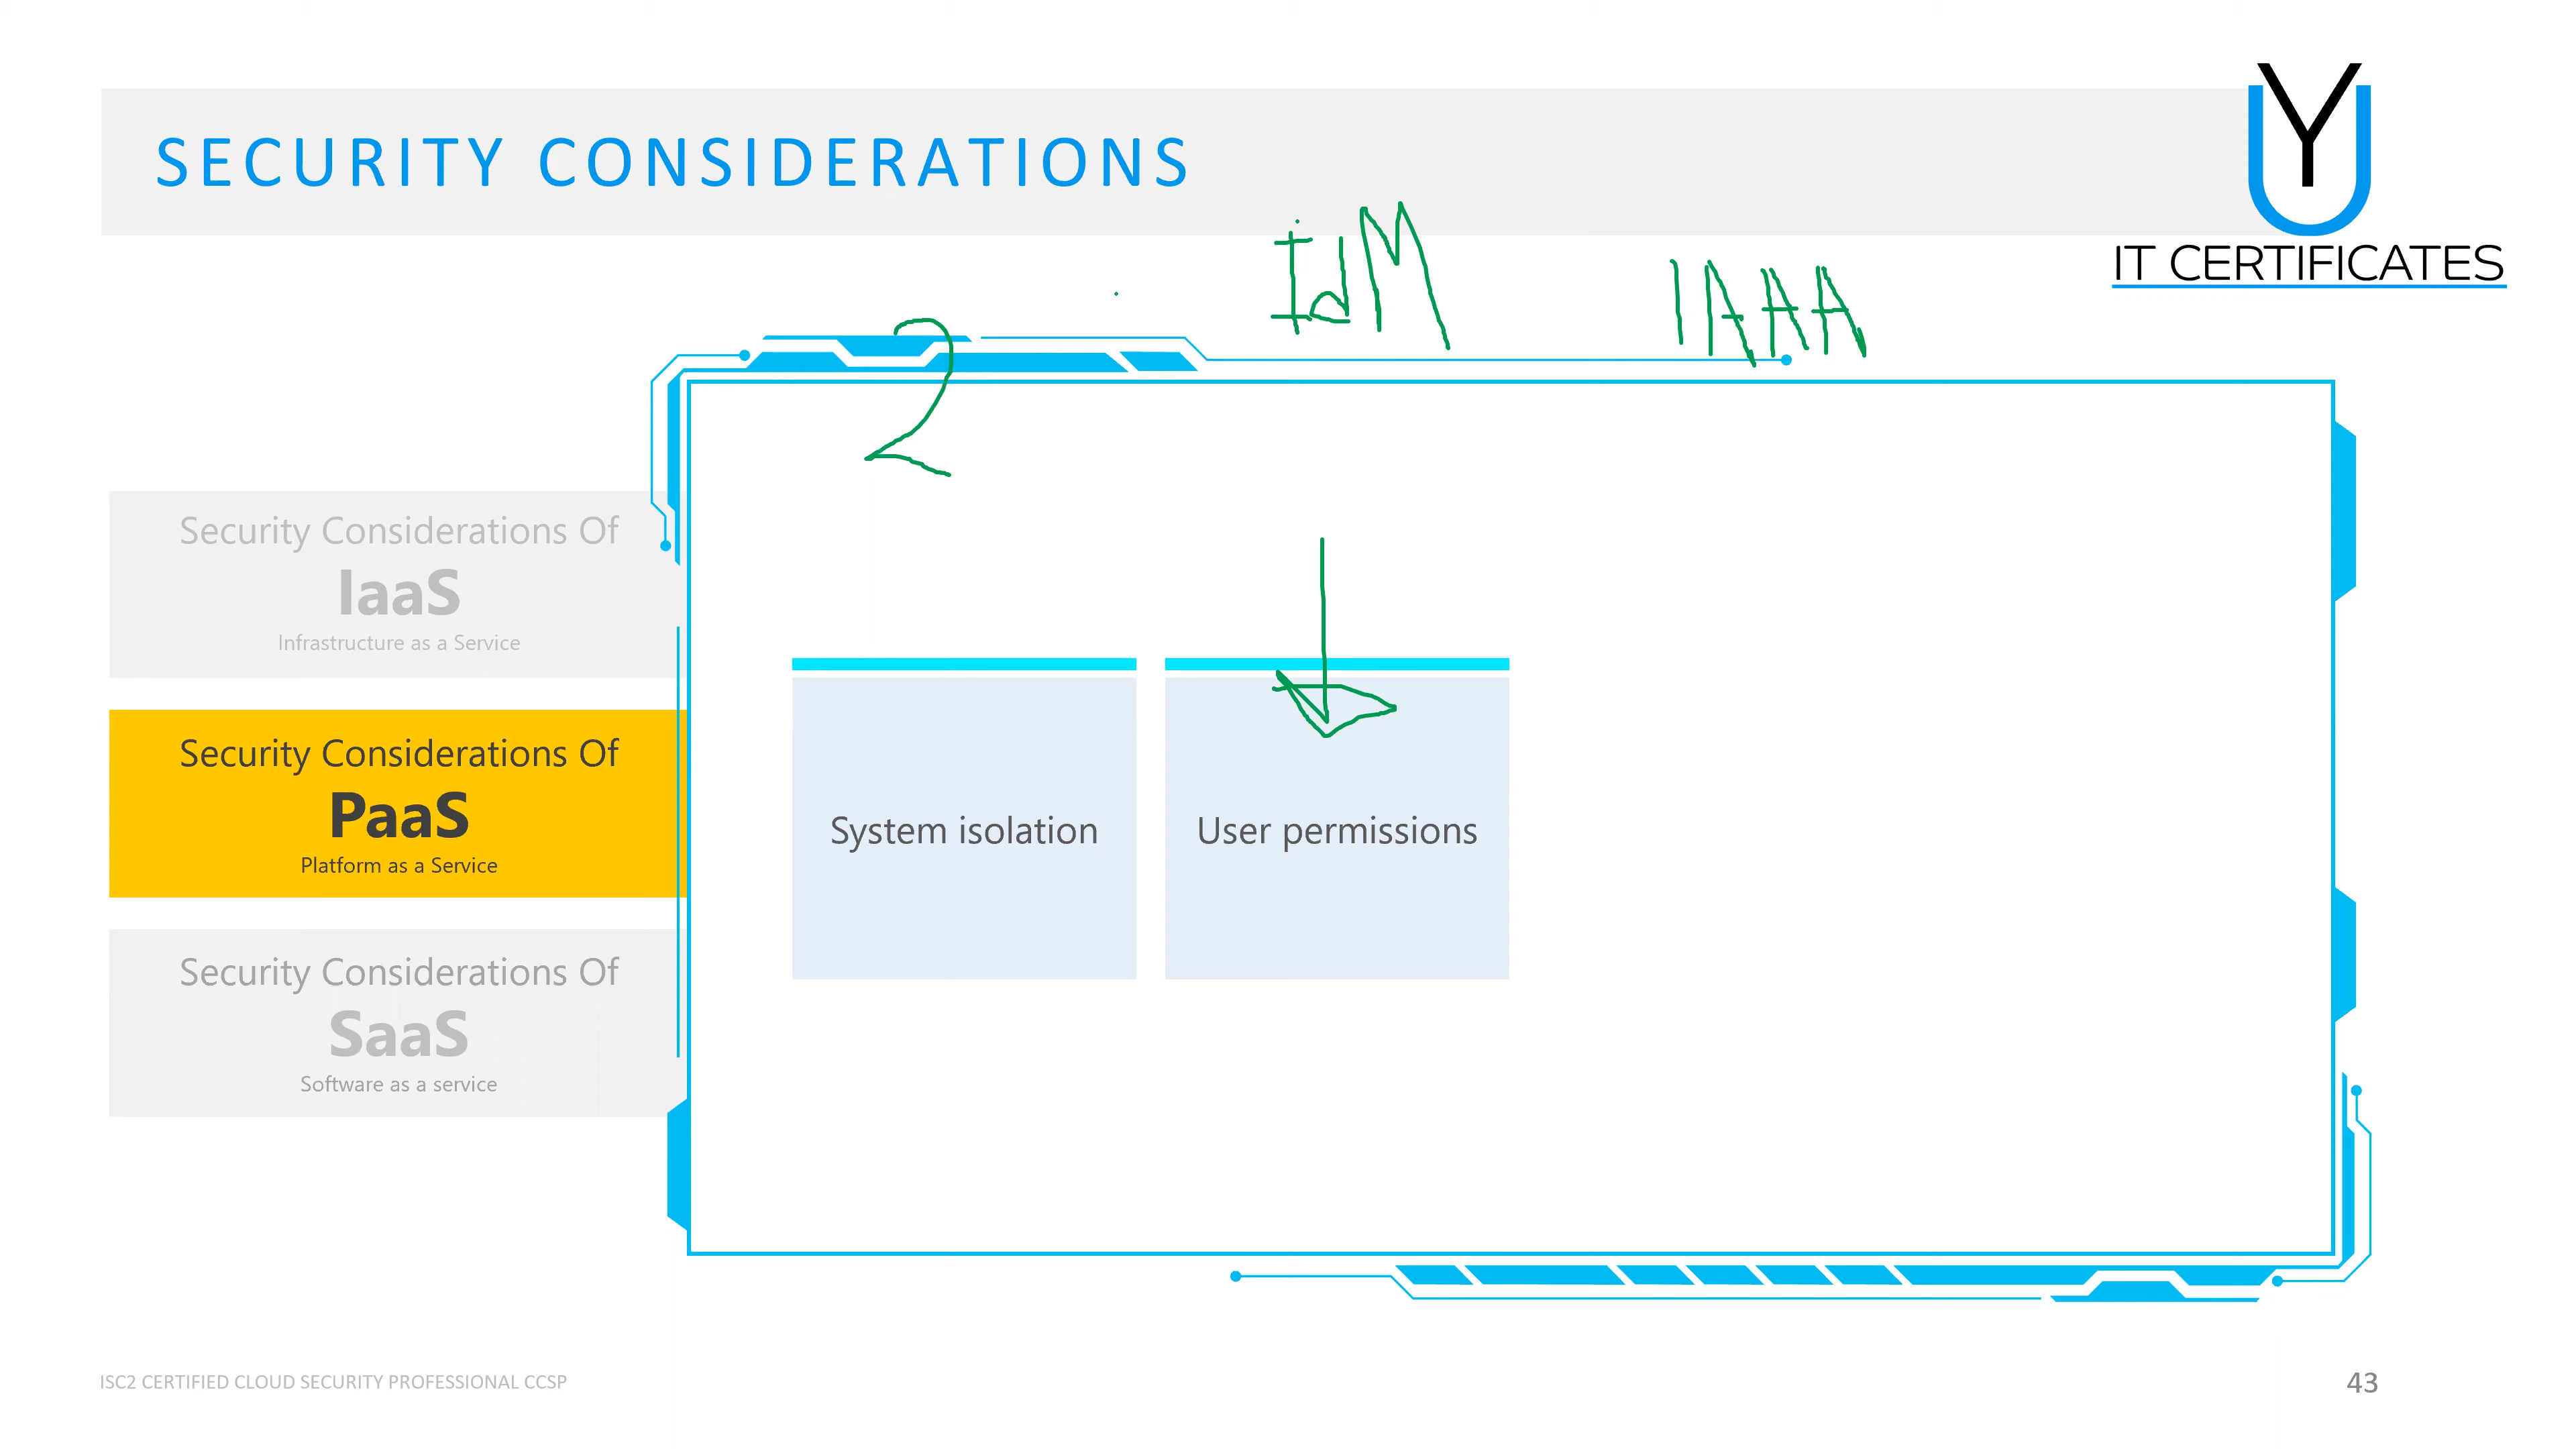 SECURITY CONSIDERATIONS
Y
U
IT CERTIFICATES
IdM
IAAA
2
Security Considerations Of
IaaS
Infrastructure as a Service
Security Considerations Of
PaaS
Platform as a Service
Security Considerations Of
SaaS
Software as a service
System isolation
User permissions
ISC2 CERTIFIED CLOUD SECURITY PROFESSIONAL CCSP
43